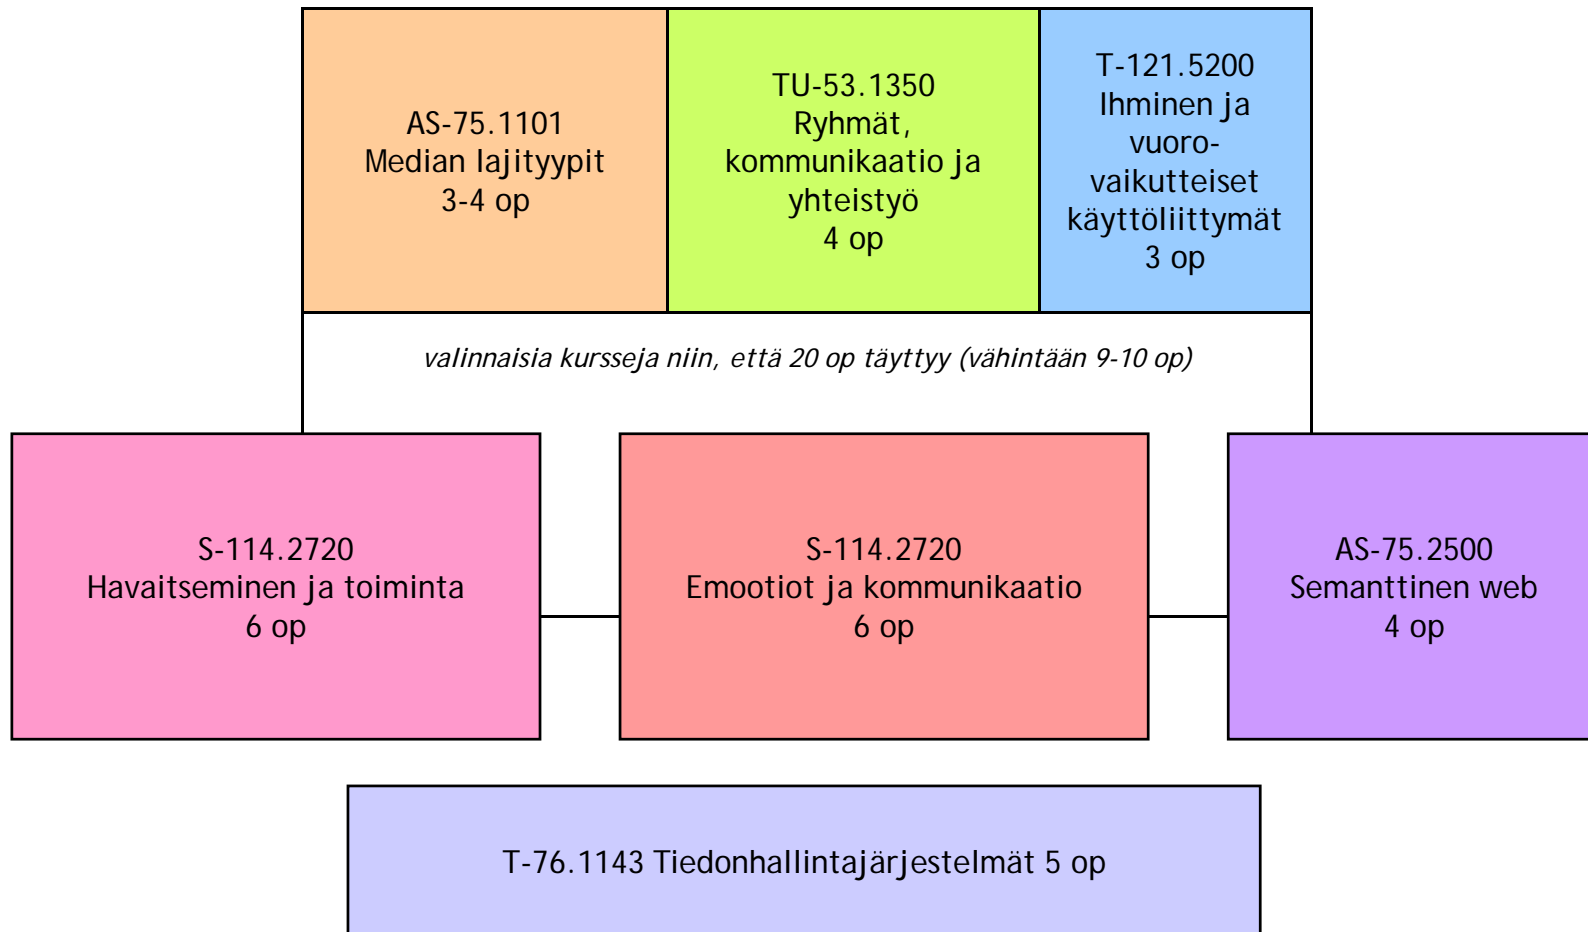 AS-75.1101
Median lajityypit
3-4 op
TU-53.1350
Ryhmät,
kommunikaatio ja
yhteistyö
4 op
T-121.5200
Ihminen ja
vuoro-
vaikutteiset
käyttöliittymät
3 op
valinnaisia kursseja niin, että 20 op täyttyy (vähintään 9-10 op)
S-114.2720
Havaitseminen ja toiminta
6 op
S-114.2720
Emootiot ja kommunikaatio
6 op
AS-75.2500
Semanttinen web
4 op
T-76.1143 Tiedonhallintajärjestelmät 5 op